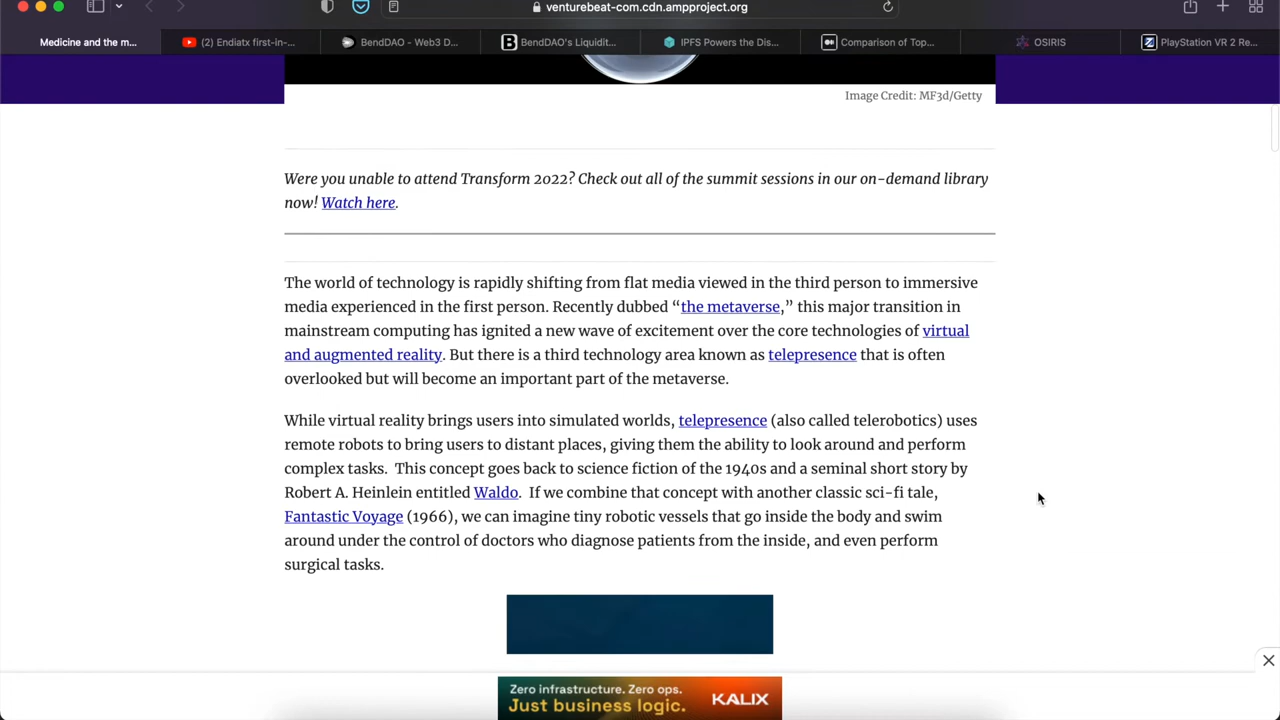 venturebeat-com.cdn.ampproject.org
Medicine and the m...
(2) Endiatx first-in-...
BendDAO - Web3 D...
BendDAO's Liquidit...
IPFS Powers the Dis...
Comparison of Top...
OSIRIS
PlayStation VR 2 Re...
Image Credit: MF3d/Getty
Were you unable to attend Transform 2022? Check out all of the summit sessions in our on-demand library
now! Watch here.
The world of technology is rapidly shifting from flat media viewed in the third person to immersive
media experienced in the first person. Recently dubbed “the metaverse,” this major transition in
mainstream computing has ignited a new wave of excitement over the core technologies of virtual
and augmented reality. But there is a third technology area known as telepresence that is often
overlooked but will become an important part of the metaverse.
While virtual reality brings users into simulated worlds, telepresence (also called telerobotics) uses
remote robots to bring users to distant places, giving them the ability to look around and perform
complex tasks. This concept goes back to science fiction of the 1940s and a seminal short story by
Robert A. Heinlein entitled Waldo. If we combine that concept with another classic sci-fi tale,
Fantastic Voyage (1966), we can imagine tiny robotic vessels that go inside the body and swim
around under the control of doctors who diagnose patients from the inside, and even perform
surgical tasks.
Zero infrastructure. Zero ops.
Just business logic.
KALIX